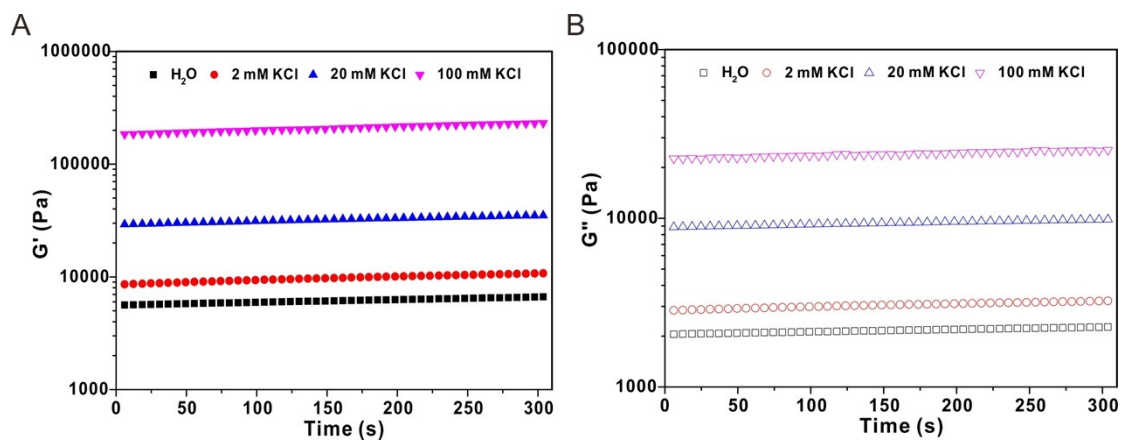 A
1000000
■ H₂O ● 2 mM KCl ▲ 20 mM KCl ▼ 100 mM KCl
100000
G' (Pa)
10000
1000
0 50 100 150 200 250 300
Time (s)
B
100000
□ H₂O ○ 2 mM KCl △ 20 mM KCl ▽ 100 mM KCl
G" (Pa)
10000
1000
0 50 100 150 200 250 300
Time (s)